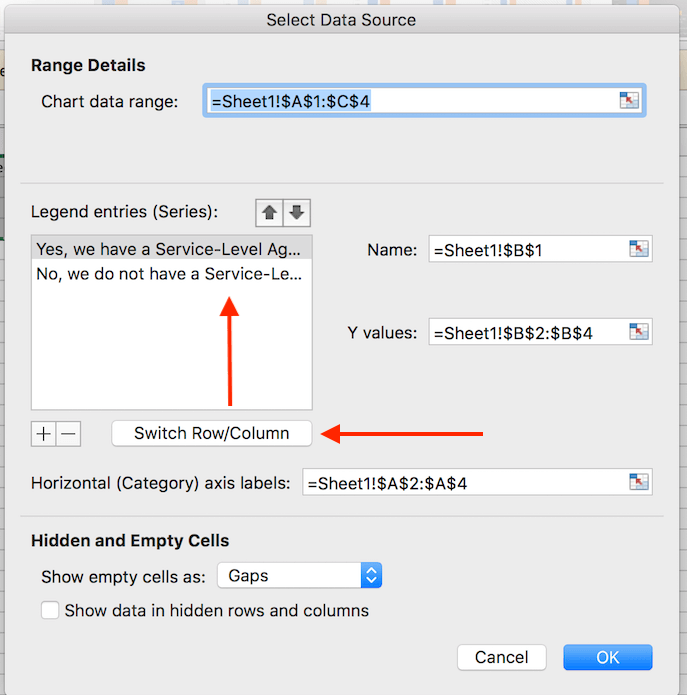 Select Data Source
Range Details
Chart data range: =Sheet1!$A$1:$C$4
Legend entries (Series):
Yes, we have a Service-Level Ag...
No, we do not have a Service-Le...
Name: =Sheet1!$B$1
Y values: =Sheet1!$B$2:$B$4
+ − Switch Row/Column
Horizontal (Category) axis labels: =Sheet1!$A$2:$A$4
Hidden and Empty Cells
Show empty cells as: Gaps
Show data in hidden rows and columns
Cancel OK